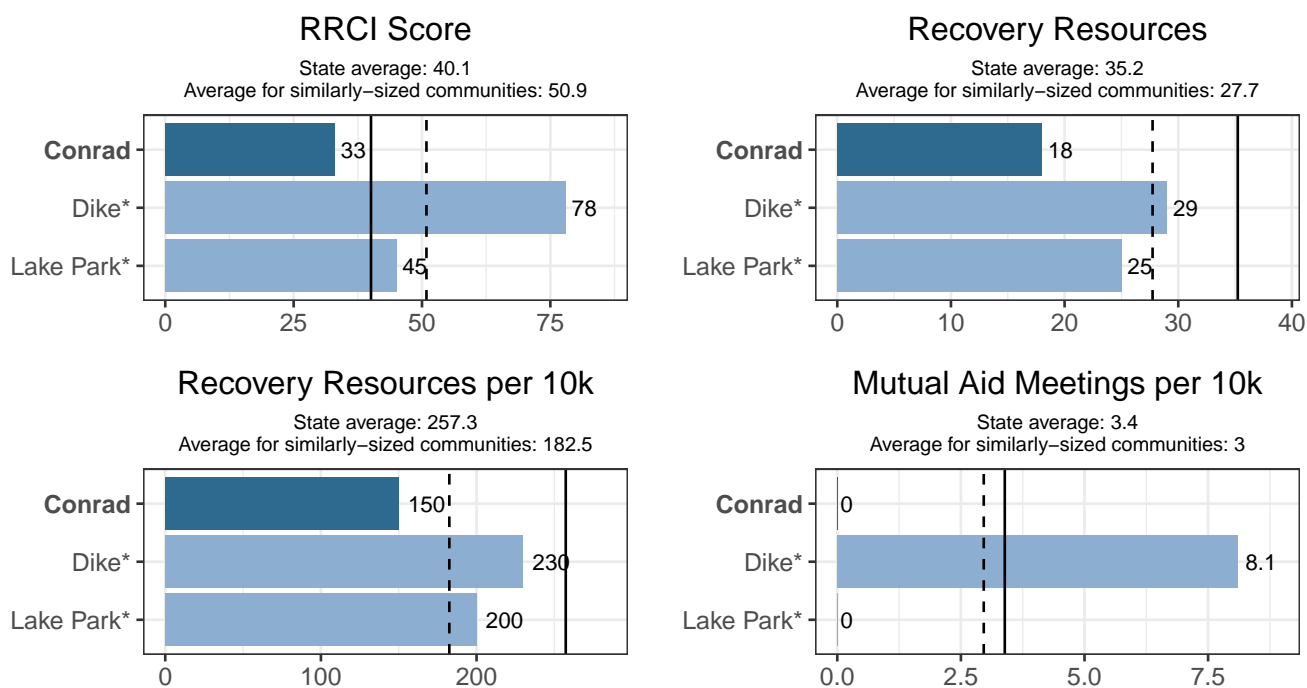 RRCI Score
State average: 40.1
Average for similarly−sized communities: 50.9
Conrad
33
Dike*
78
Lake Park*
45
0 25 50 75
Recovery Resources
State average: 35.2
Average for similarly−sized communities: 27.7
Conrad
18
Dike*
29
Lake Park*
25
0 10 20 30 40
Recovery Resources per 10k
State average: 257.3
Average for similarly−sized communities: 182.5
Conrad
150
Dike*
230
Lake Park*
200
0 100 200
Mutual Aid Meetings per 10k
State average: 3.4
Average for similarly−sized communities: 3
Conrad
0
Dike*
8.1
Lake Park*
0
0.0 2.5 5.0 7.5